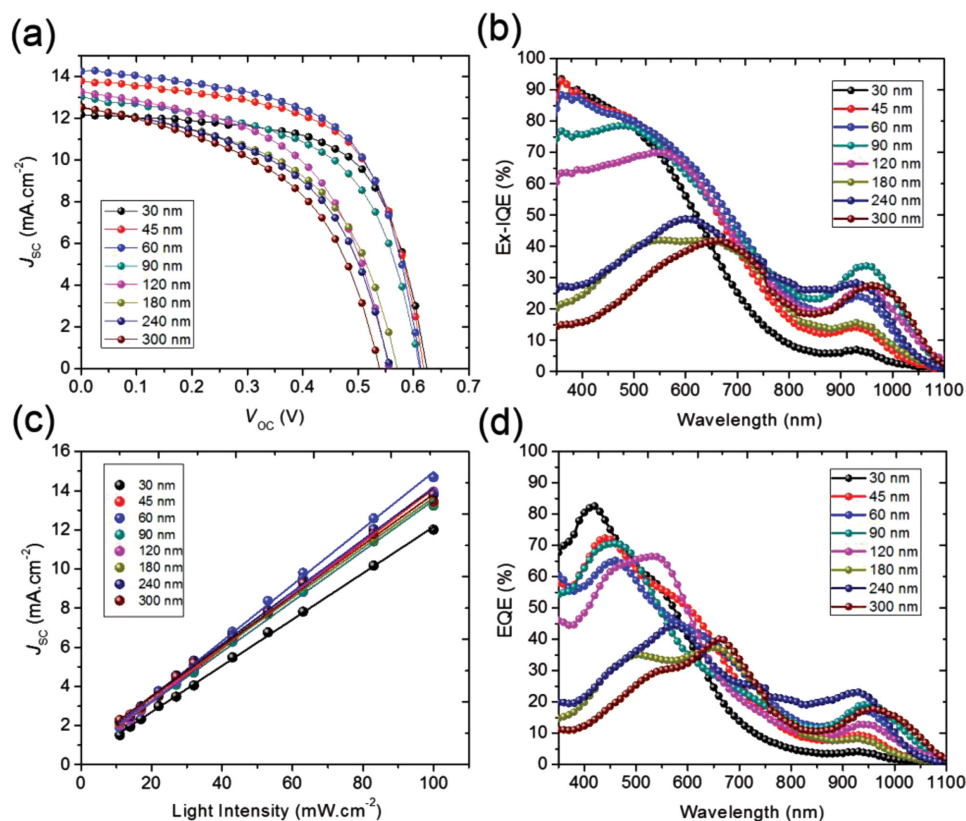 (a)
14
12
10
8
6
4
2
0
J_SC (mA.cm⁻²)
30 nm
45 nm
60 nm
90 nm
120 nm
180 nm
240 nm
300 nm
0.0 0.1 0.2 0.3 0.4 0.5 0.6 0.7
V_OC (V)
(b)
100
90
80
70
60
50
40
30
20
10
0
Ex-IQE (%)
30 nm
45 nm
60 nm
90 nm
120 nm
180 nm
240 nm
300 nm
400 500 600 700 800 900 1000 1100
Wavelength (nm)
(c)
16
14
12
10
8
6
4
2
0
J_SC (mA.cm⁻²)
30 nm
45 nm
60 nm
90 nm
120 nm
180 nm
240 nm
300 nm
0 20 40 60 80 100
Light Intensity (mW.cm⁻²)
(d)
100
90
80
70
60
50
40
30
20
10
0
EQE (%)
30 nm
45 nm
60 nm
90 nm
120 nm
180 nm
240 nm
300 nm
400 500 600 700 800 900 1000 1100
Wavelength (nm)